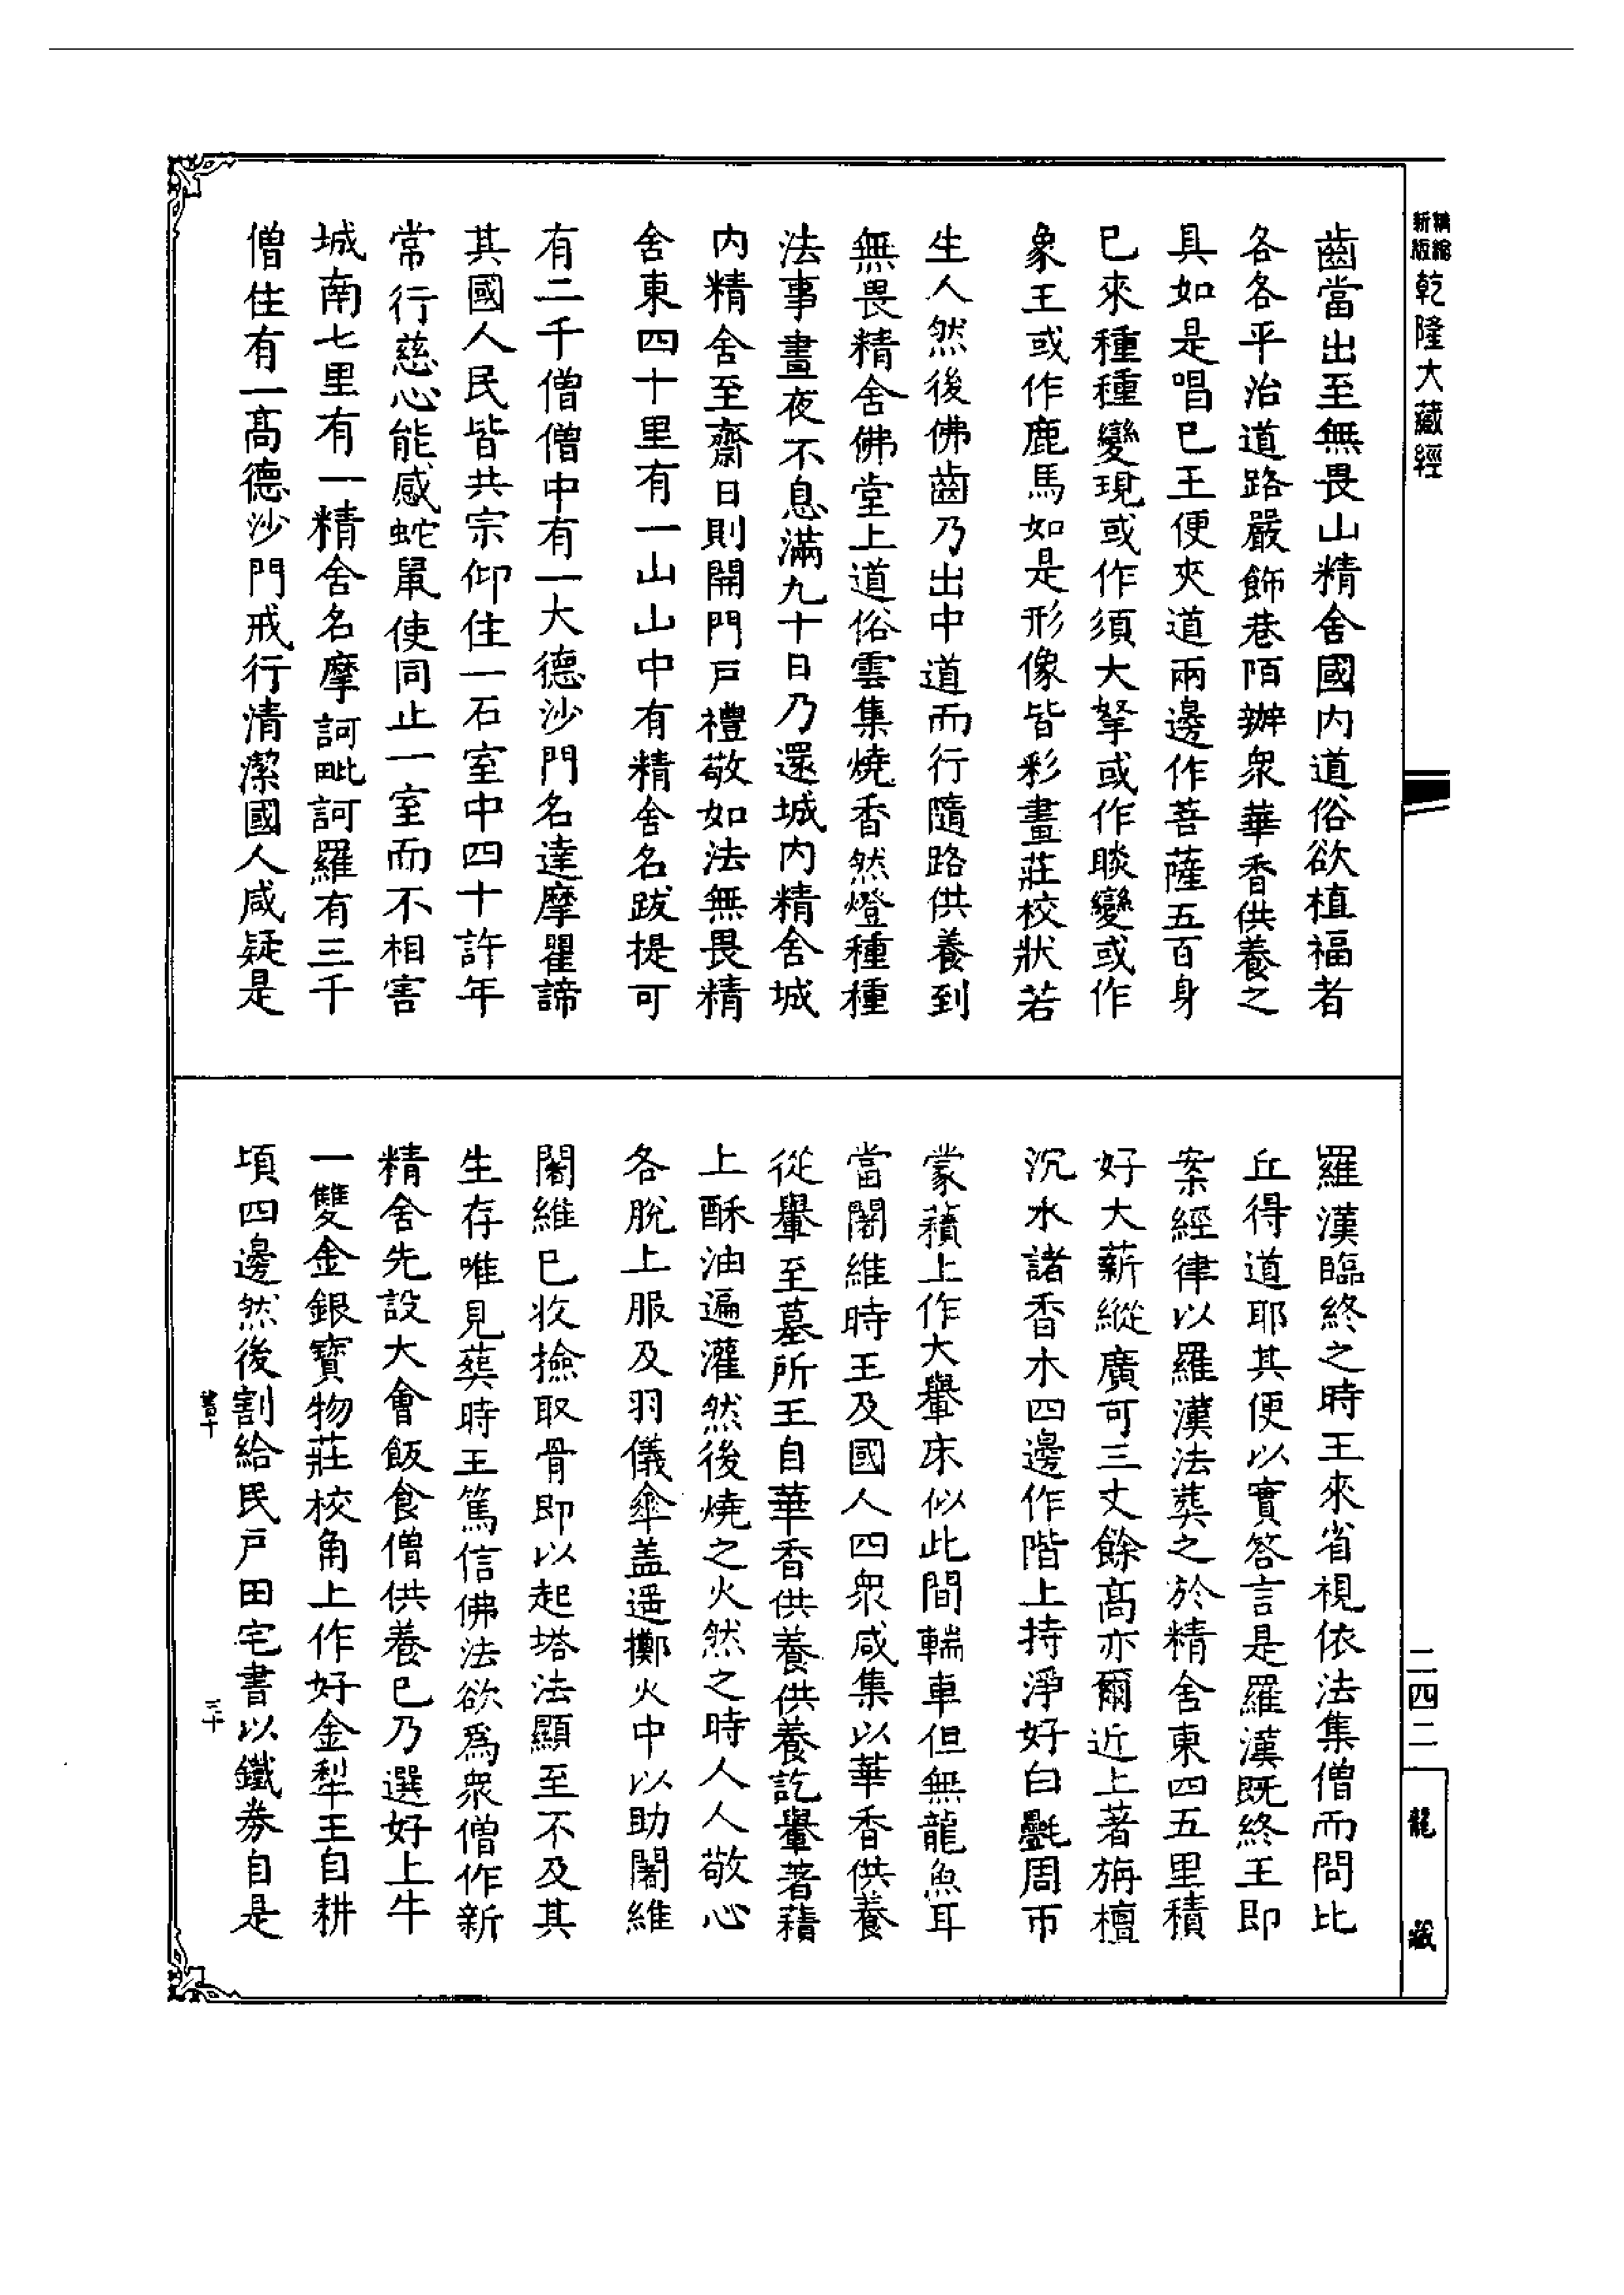 新版精縮
乾隆大藏經
齒當出至無畏山精舍國内道俗欲植福者
各各平治道路嚴飾巷陌辦衆華香供養之
具如是唱巳王便夾道兩邊作菩薩五百身
巳來種種變現或作須大拏或作睒變或作
象王或作鹿馬如是形像皆彩畫莊校狀若
生人然後佛齒乃出中道而行隨路供養到
無畏精舍佛堂上道俗雲集燒香然燈種種
法事晝夜不息滿九十日乃還城内精舍城
内精舍至齋日則開門戸禮敬如法無畏精
舍東四十里有一山山中有精舍名跋提可
有二千僧僧中有一大德沙門名達摩瞿諦
其國人民皆共宗仰住一石室中四十許年
常行慈心能感蛇鼠使同止一室而不相害
城南七里有一精舍名摩訶毗訶羅有三千
僧住有一髙德沙門戒行清潔國人咸疑是
羅漢臨終之時王來省視依法集僧而問比
丘得道耶其便以實答言是羅漢既終王即
案經律以羅漢法葬之於精舍東四五里積
好大薪縱廣可三丈餘髙亦爾近上著栴檀
沉水諸香木四邊作階上持淨好白氎周帀
蒙𧂐上作大轝床似此間輲車但無龍魚耳
當闍維時王及國人四衆咸集以華香供養
從轝至墓所王自華香供養供養訖轝著𧂐
上酥油遍灌然後燒之火然之時人人敬心
各脫上服及羽儀傘盖遥擲火中以助闍維
闍維巳收撿取骨即以起塔法顯至不及其
生存唯見葬時王篤信佛法欲爲衆僧作新
精舍先設大會飯食僧供養巳乃選好上牛
一雙金銀寶物莊校角上作好金犁王自耕
頃四邊然後割給民戸田宅書以鐵券自是
三十
二四二
龍藏